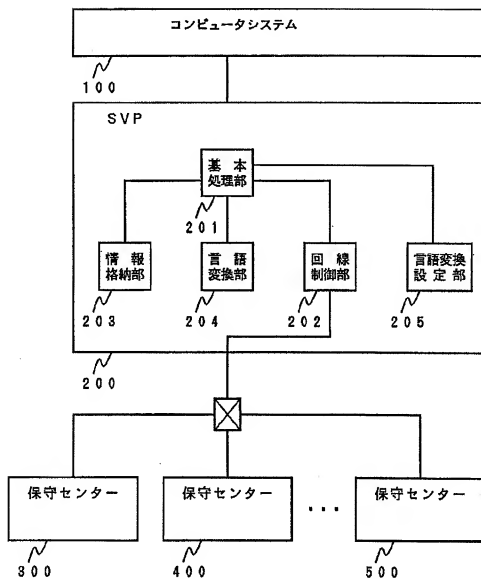 コンピュータシステム
100
SVP
基本
処理部
201
情報
格納部
203
言語
変換部
204
回線
制御部
202
言語変換
設定部
205
200
保守センター
300
保守センター
400
...
保守センター
500